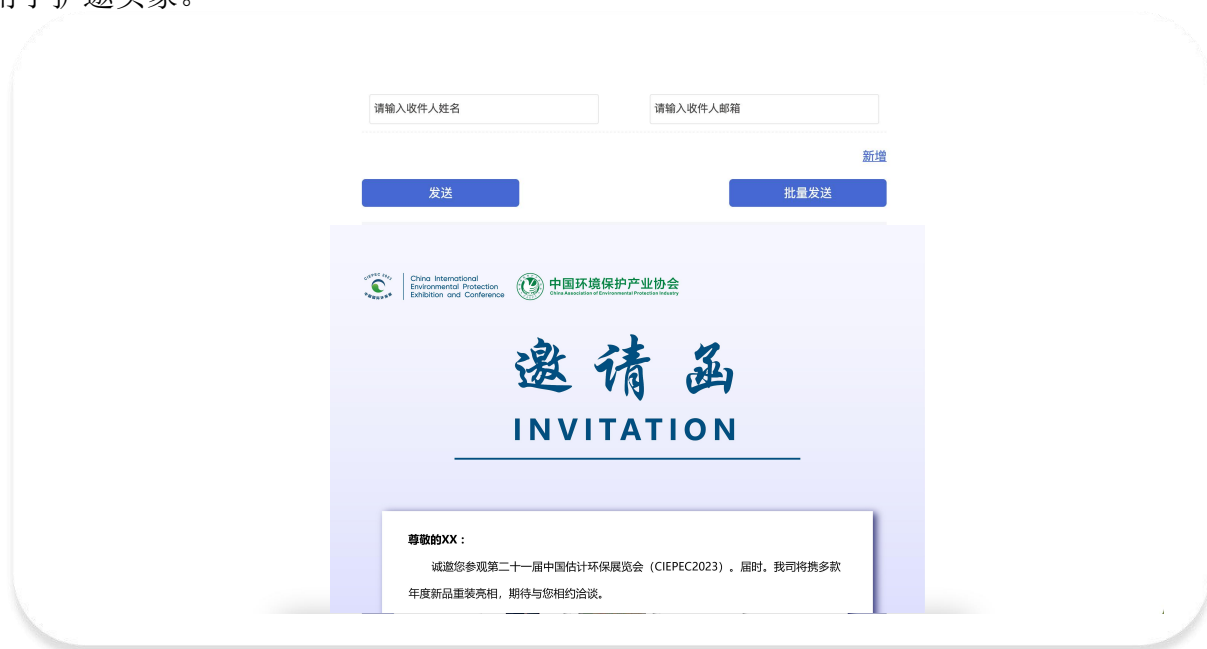 请输入收件人姓名
请输入收件人邮箱
新增
发送
批量发送
CIEPEC 2023
China International
Environmental Protection
Exhibition and Conference
中国环境保护产业协会
China Association of Environmental Protection Industry
邀请函
INVITATION
尊敬的XX：
诚邀您参观第二十一届中国估计环保展览会（CIEPEC2023）。届时。我司将携多款
年度新品重装亮相，期待与您相约洽谈。